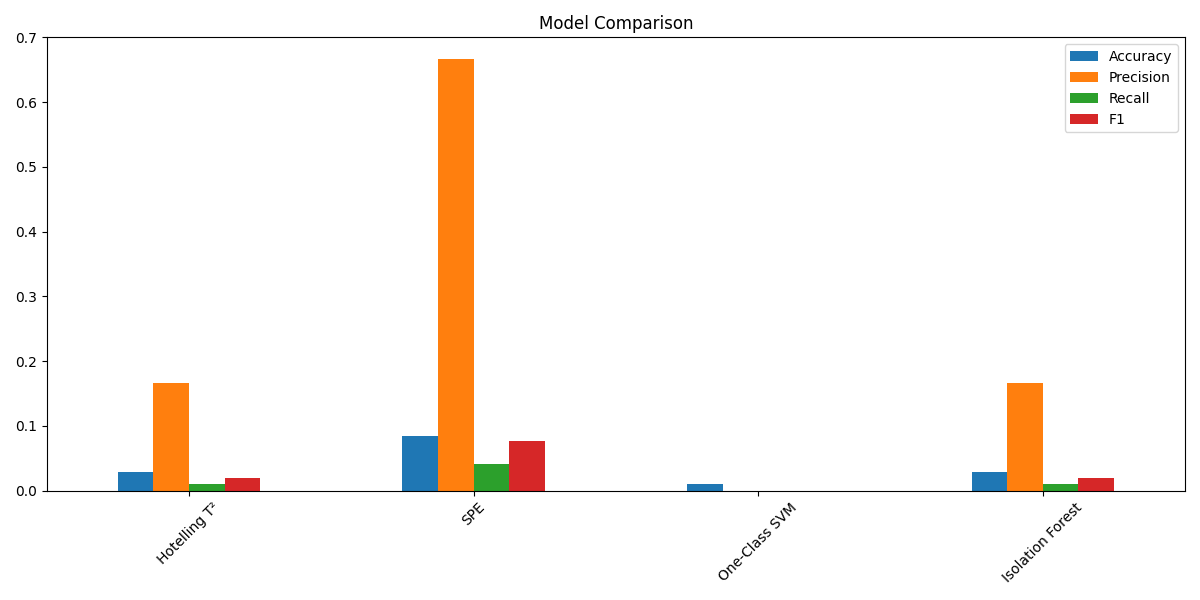 Model Comparison
0.7
0.6
0.5
0.4
0.3
0.2
0.1
0.0
Accuracy
Precision
Recall
F1
Hotelling T²
SPE
One-Class SVM
Isolation Forest